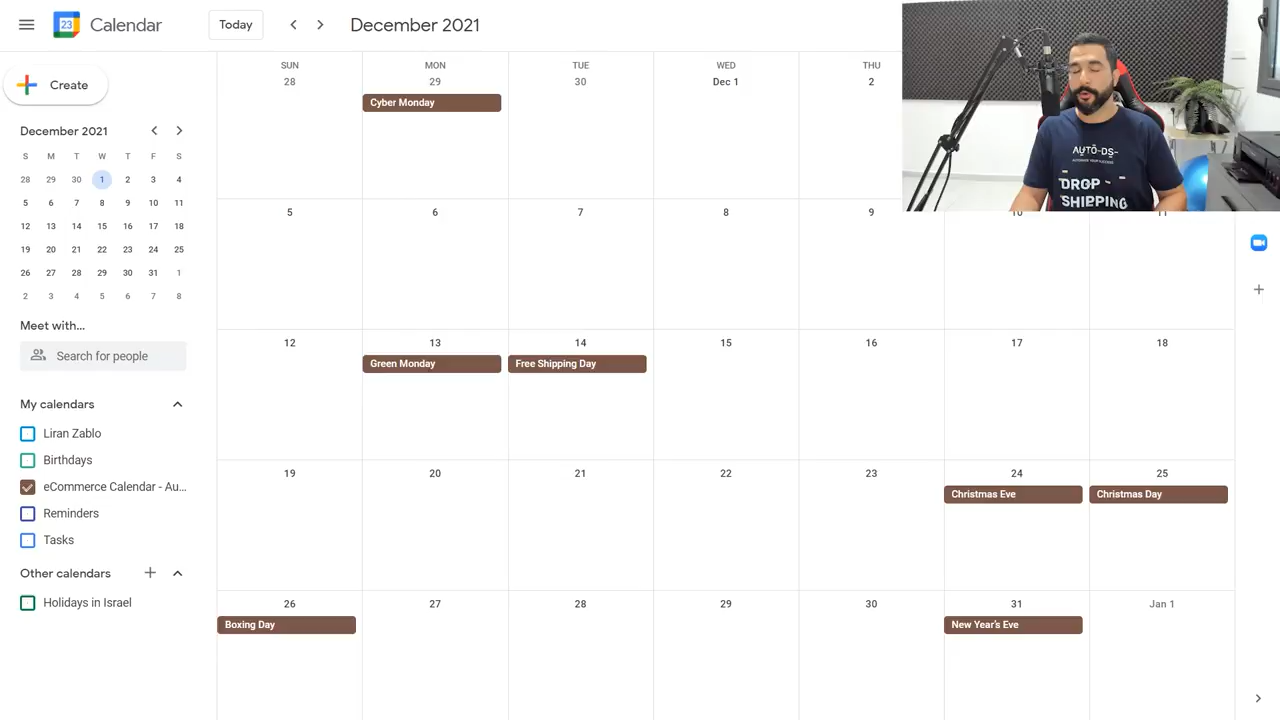 23
Calendar
Today
December 2021
Create
December 2021
S M T W T F S
28 29 30 1 2 3 4
5 6 7 8 9 10 11
12 13 14 15 16 17 18
19 20 21 22 23 24 25
26 27 28 29 30 31 1
2 3 4 5 6 7 8
Meet with...
Search for people
My calendars
Liran Zablo
Birthdays
eCommerce Calendar - Au...
Reminders
Tasks
Other calendars
Holidays in Israel
SUN MON TUE WED THU
28 29 30 Dec 1 2
Cyber Monday
5 6 7 8 9 10 11
12 13 14 15 16 17 18
Green Monday Free Shipping Day
19 20 21 22 23 24 25
Christmas Eve Christmas Day
26 27 28 29 30 31 Jan 1
Boxing Day New Year's Eve
AUTO-DS
AUTOMATE YOUR SUCCESS
DROP-
SHIPPING